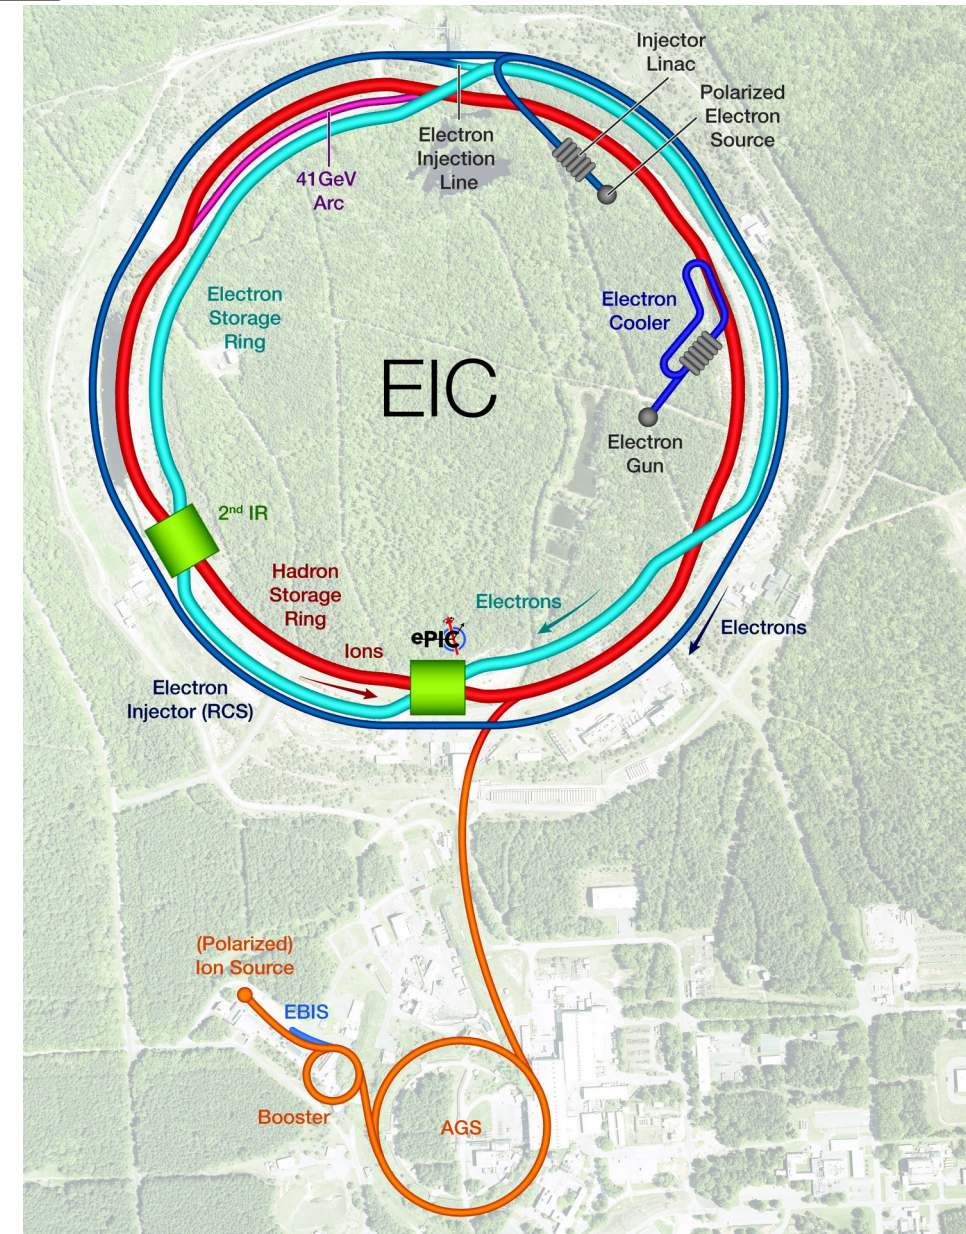 Injector
Linac
Polarized
Electron
Source
Electron
Injection
Line
41GeV
Arc
Electron
Storage
Ring
Electron
Cooler
EIC
Electron
Gun
2nd IR
Hadron
Storage
Ring
Electrons
Electrons
ePIC
Ions
Electron
Injector (RCS)
(Polarized)
Ion Source
EBIS
Booster
AGS